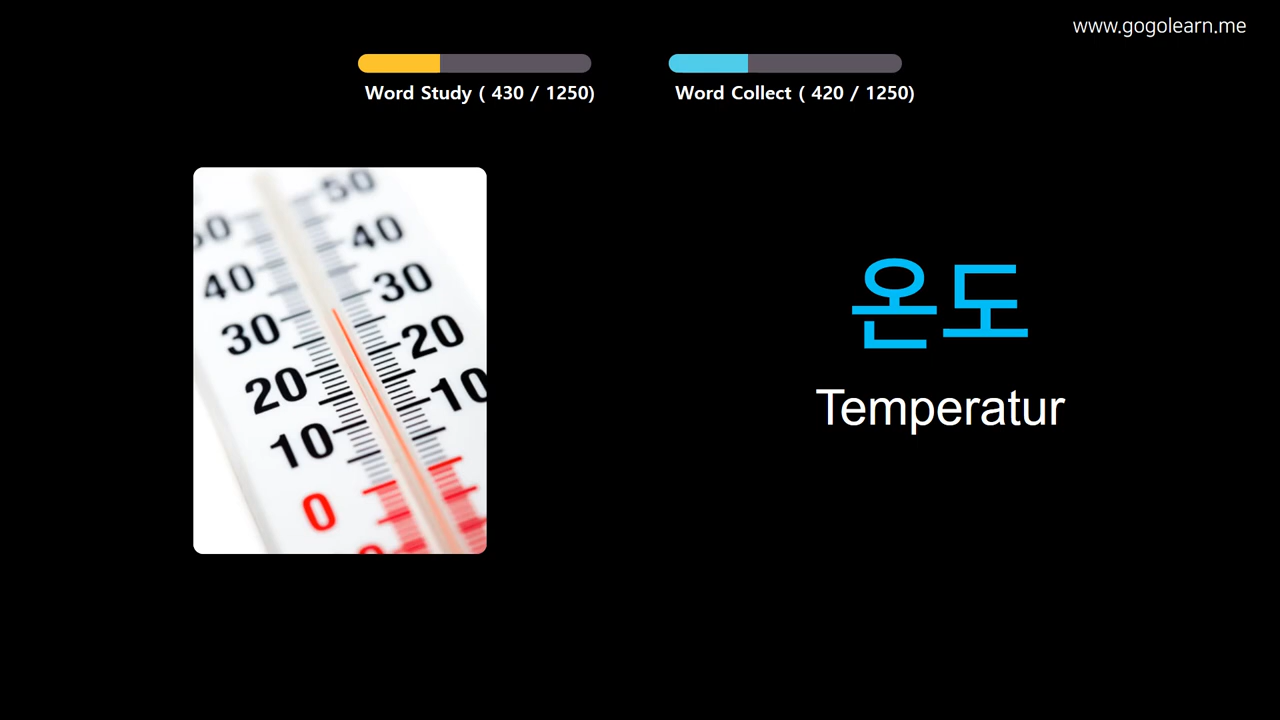 www.gogolearn.me
Word Study ( 430 / 1250)
Word Collect ( 420 / 1250)
50
40
40
30
30
20
20
10
10
0
온도
Temperatur